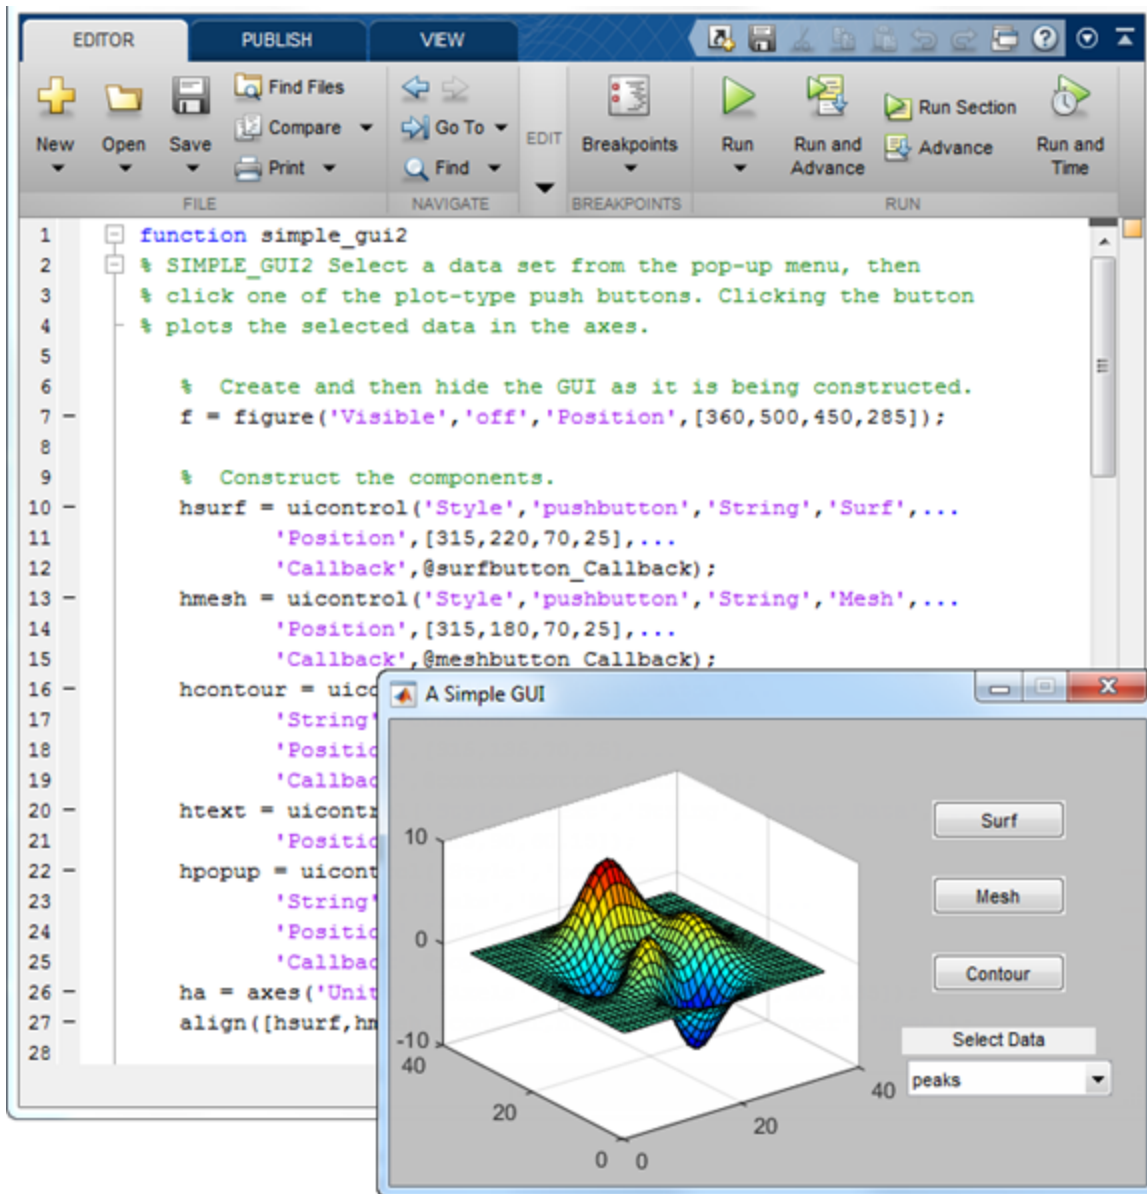 EDITOR PUBLISH VIEW
New Open Save Find Files Compare Print
FILE
Go To Find
NAVIGATE
EDIT
Breakpoints
BREAKPOINTS
Run Run and Advance Run Section Advance Run and Time
RUN
1 function simple_gui2
2 % SIMPLE_GUI2 Select a data set from the pop-up menu, then
3 % click one of the plot-type push buttons. Clicking the button
4 % plots the selected data in the axes.
5
6 % Create and then hide the GUI as it is being constructed.
7 – f = figure('Visible','off','Position',[360,500,450,285]);
8
9 % Construct the components.
10 – hsurf = uicontrol('Style','pushbutton','String','Surf',...
11 'Position',[315,220,70,25],...
12 'Callback',@surfbutton_Callback);
13 – hmesh = uicontrol('Style','pushbutton','String','Mesh',...
14 'Position',[315,180,70,25],...
15 'Callback',@meshbutton_Callback);
16 – hcontour = uico
17 'String'
18 'Positio
19 'Callbac
20 – htext = uicontr
21 'Positio
22 – hpopup = uicont
23 'String'
24 'Positio
25 'Callbac
26 – ha = axes('Unit
27 – align([hsurf,hm
28
A Simple GUI
10
0
-10
40
20
0
0
20
40
Surf
Mesh
Contour
Select Data
peaks